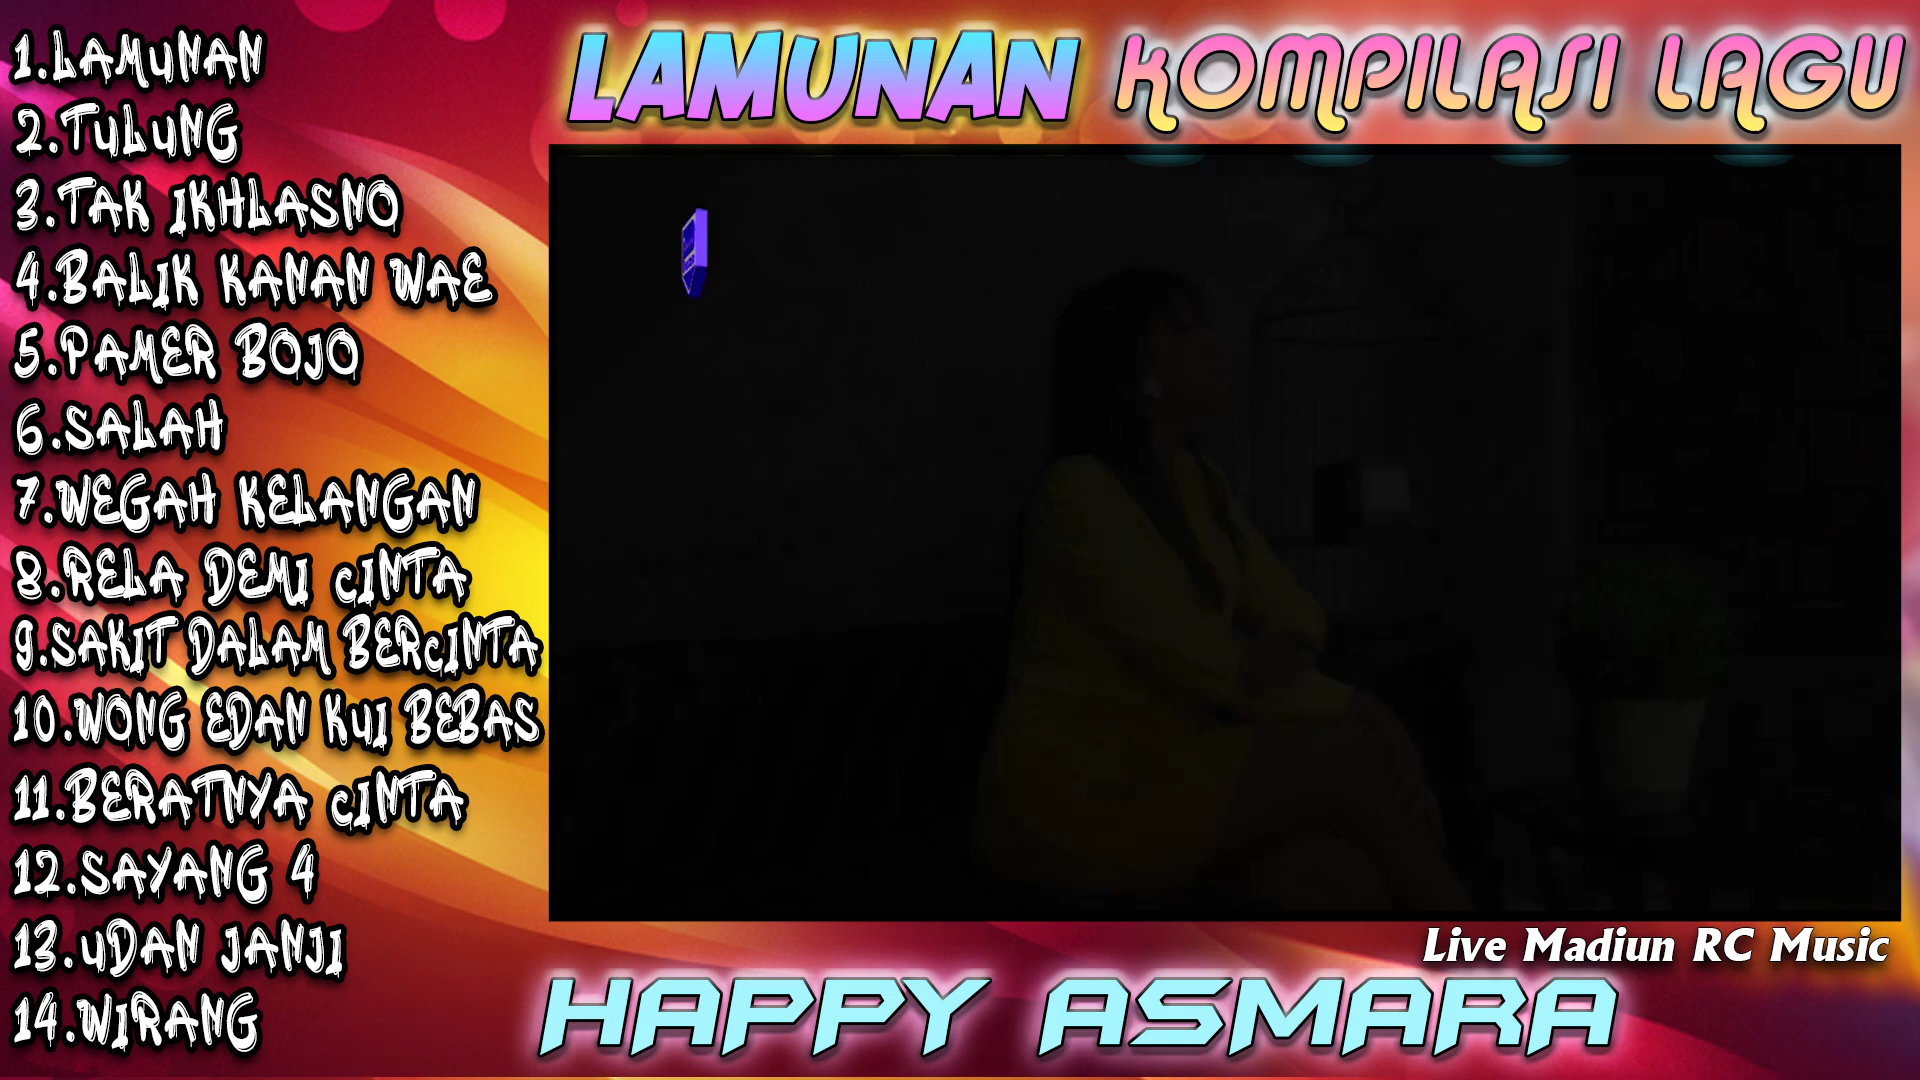 LAMUNAN KOMPILASI LAGU
1.LAMUNAN
2.TULUNG
3.TAK IKHLASNO
4.BALIK KANAN WAE
5.PAMER BOJO
6.SALAH
7.WEGAH KELANGAN
8.RELA DEMI CINTA
9.SAKIT DALAM BERCINTA
10.WONG EDAN KUI BEBAS
11.BERATNYA CINTA
12.SAYANG 4
13.UDAN JANJI
14.WIRANG
Live Madiun RC Music
HAPPY ASMARA